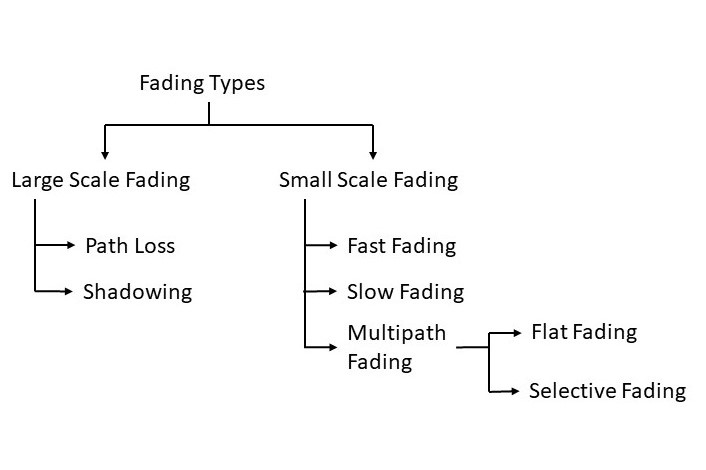 Fading Types
Large Scale Fading
Small Scale Fading
Path Loss
Shadowing
Fast Fading
Slow Fading
Multipath
Fading
Flat Fading
Selective Fading